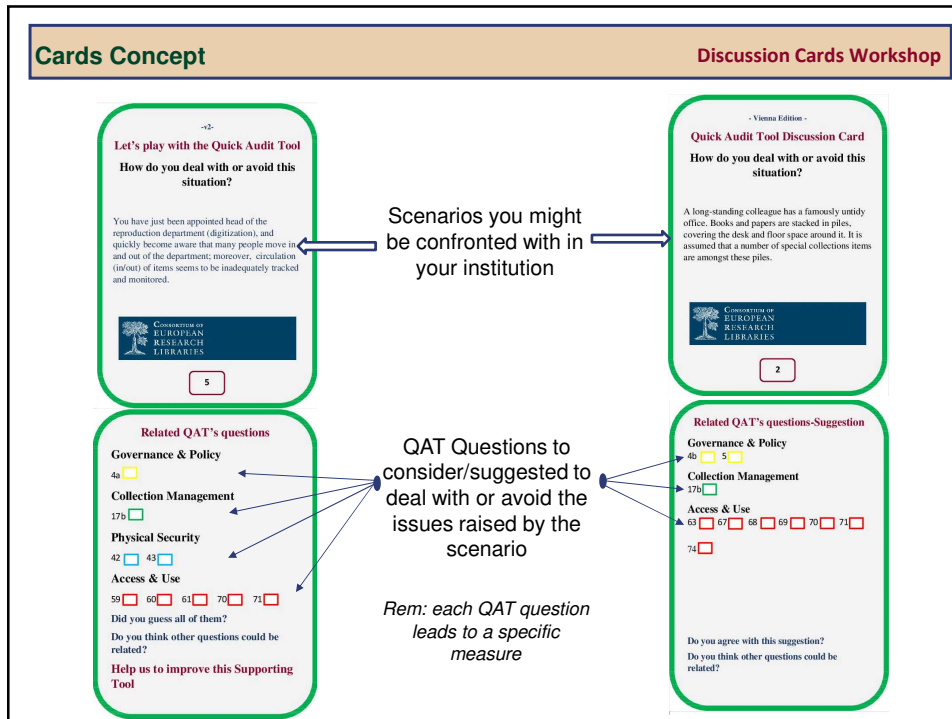 Cards Concept
Discussion Cards Workshop
-v2-
Let's play with the Quick Audit Tool
How do you deal with or avoid this
situation?
You have just been appointed head of the
reproduction department (digitization), and
quickly become aware that many people move in
and out of the department; moreover, circulation
(in/out) of items seems to be inadequately tracked
and monitored.
CONSORTIUM OF
EUROPEAN
RESEARCH
LIBRARIES
5
Scenarios you might
be confronted with in
your institution
- Vienna Edition -
Quick Audit Tool Discussion Card
How do you deal with or avoid this
situation?
A long-standing colleague has a famously untidy
office. Books and papers are stacked in piles,
covering the desk and floor space around it. It is
assumed that a number of special collections items
are amongst these piles.
CONSORTIUM OF
EUROPEAN
RESEARCH
LIBRARIES
2
Related QAT's questions
Governance & Policy
4a
Collection Management
17b
Physical Security
42 43
Access & Use
59 60 61 70 71
Did you guess all of them?
Do you think other questions could be
related?
Help us to improve this Supporting
Tool
QAT Questions to
consider/suggested to
deal with or avoid the
issues raised by the
scenario
Rem: each QAT question
leads to a specific
measure
Related QAT's questions-Suggestion
Governance & Policy
4b 5
Collection Management
17b
Access & Use
63 67 68 69 70 71
74
Do you agree with this suggestion?
Do you think other questions could be
related?